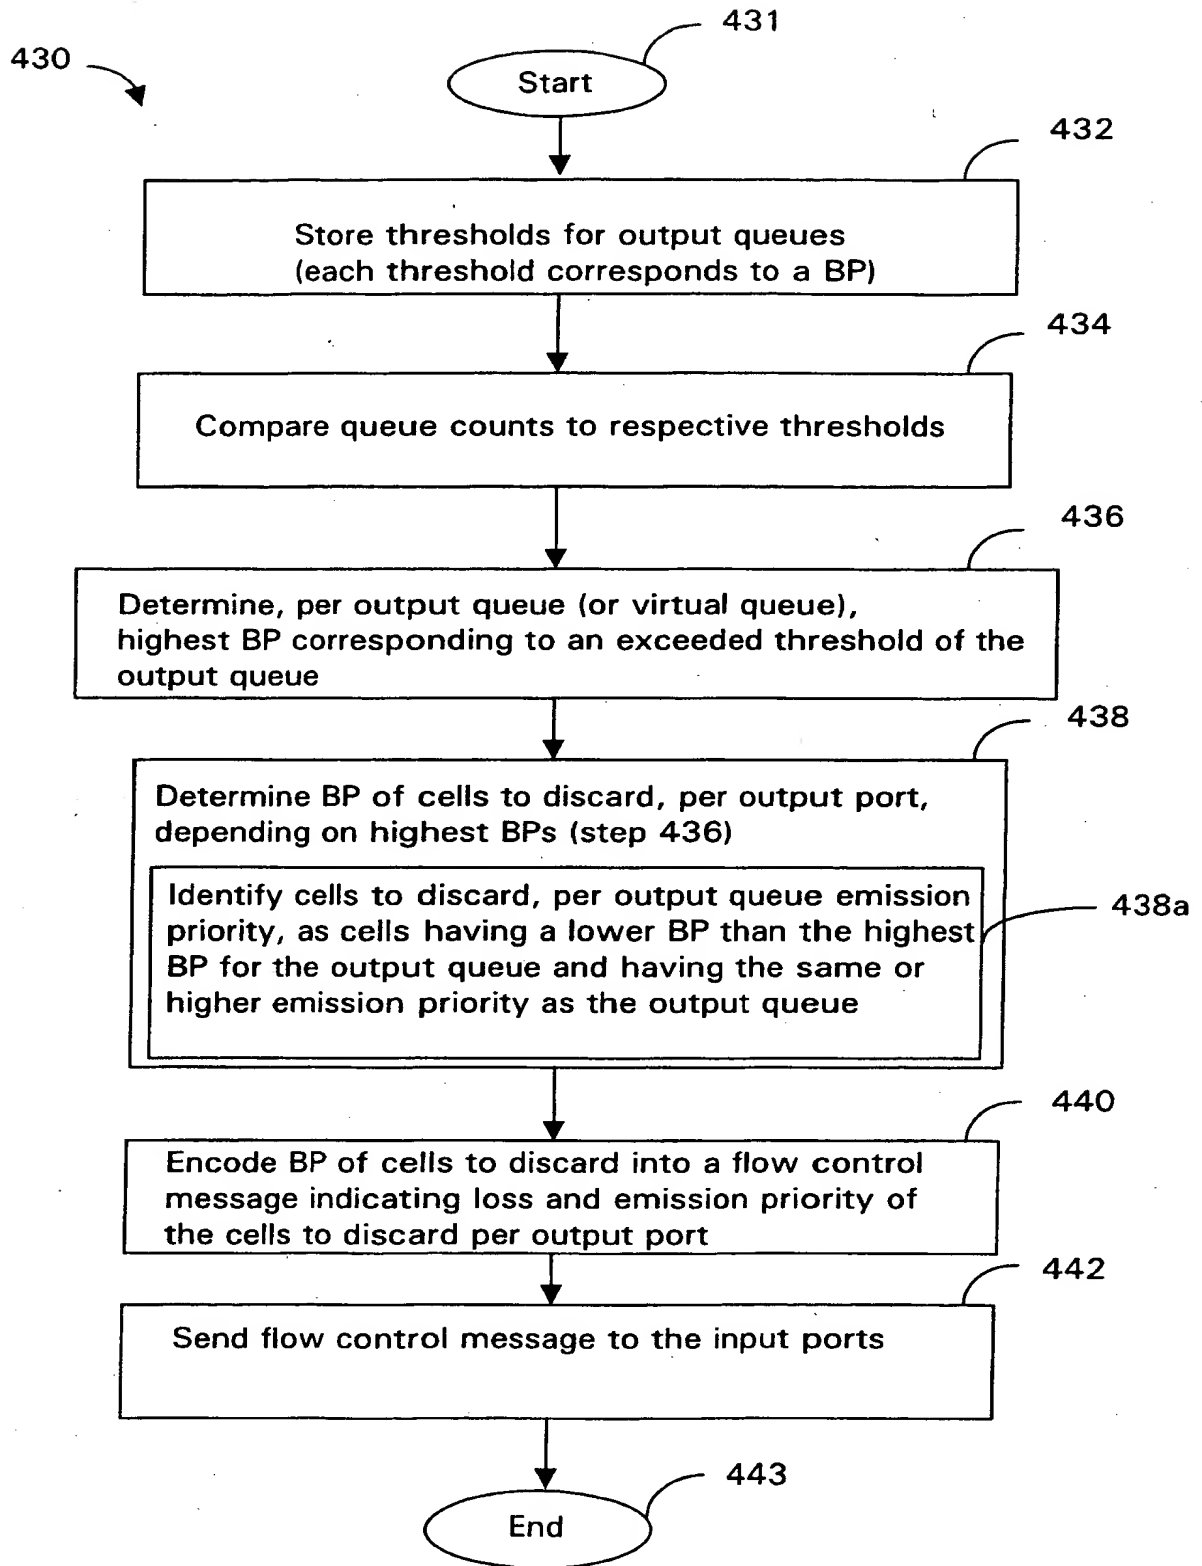 431
430
Start
432
Store thresholds for output queues
(each threshold corresponds to a BP)
434
Compare queue counts to respective thresholds
436
Determine, per output queue (or virtual queue),
highest BP corresponding to an exceeded threshold of the
output queue
438
Determine BP of cells to discard, per output port,
depending on highest BPs (step 436)
Identify cells to discard, per output queue emission
priority, as cells having a lower BP than the highest
BP for the output queue and having the same or
higher emission priority as the output queue
438a
440
Encode BP of cells to discard into a flow control
message indicating loss and emission priority of
the cells to discard per output port
442
Send flow control message to the input ports
443
End